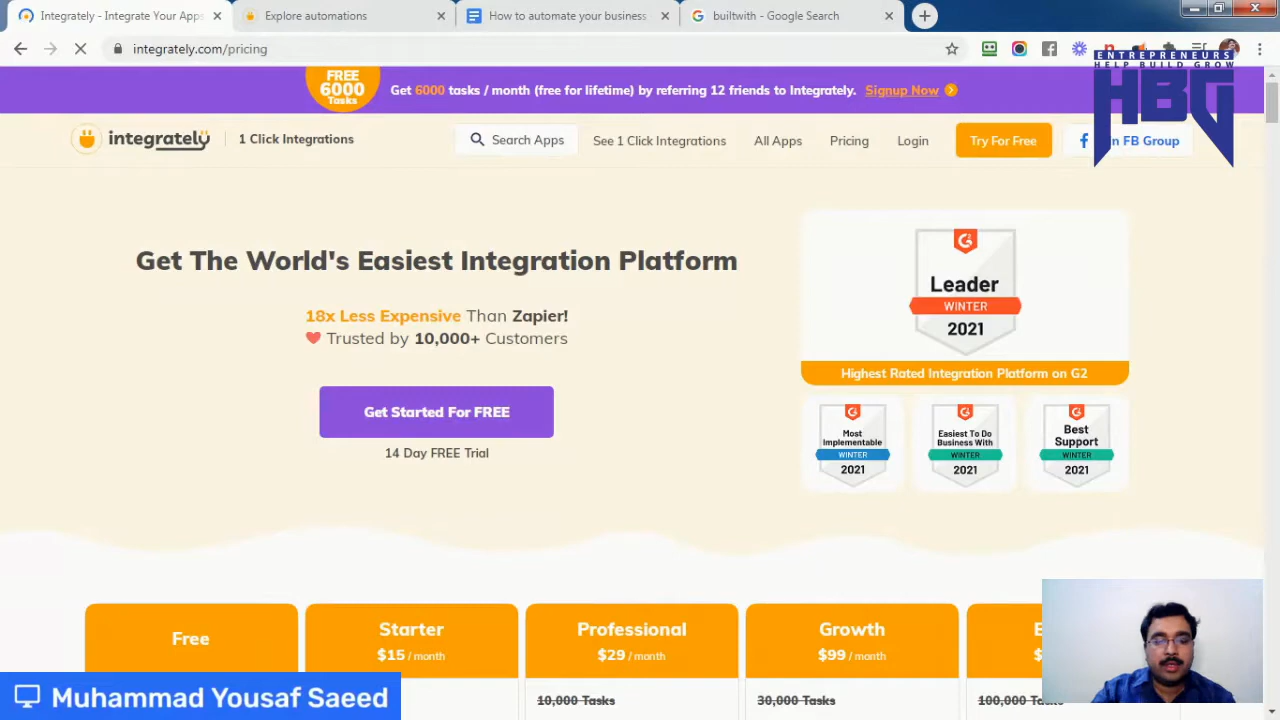 Integrately - Integrate Your Apps
Explore automations
How to automate your business
builtwith - Google Search
integrately.com/pricing
ENTREPRENEURS
HELP BUILD GROW
HBG
FREE
6000
Tasks
Get 6000 tasks / month (free for lifetime) by referring 12 friends to Integrately. Signup Now
integrately
1 Click Integrations
Search Apps
See 1 Click Integrations
All Apps
Pricing
Login
Try For Free
FB Group
Get The World's Easiest Integration Platform
18x Less Expensive Than Zapier!
Trusted by 10,000+ Customers
Get Started For FREE
14 Day FREE Trial
Leader
WINTER
2021
Highest Rated Integration Platform on G2
Most
Implementable
WINTER
2021
Easiest To Do
Business With
WINTER
2021
Best
Support
WINTER
2021
Free
Starter
$15 / month
Professional
$29 / month
Growth
$99 / month
10,000 Tasks
30,000 Tasks
100,000 Tasks
Muhammad Yousaf Saeed